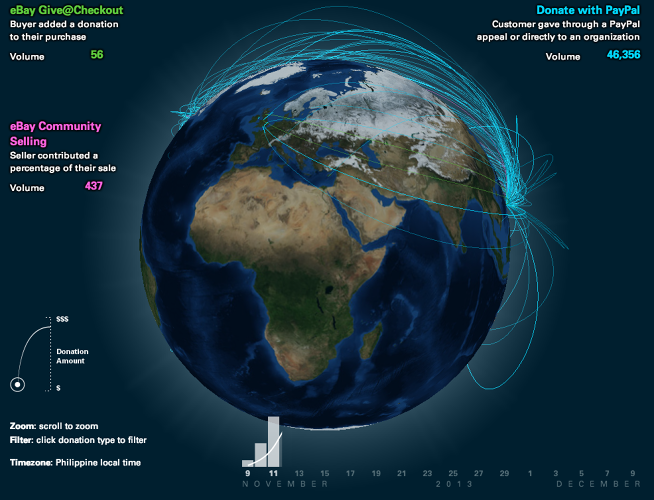 eBay Give@Checkout
Buyer added a donation
to their purchase
Volume 56
Donate with PayPal
Customer gave through a PayPal
appeal or directly to an organization
Volume 46,356
eBay Community
Selling
Seller contributed a
percentage of their sale
Volume 437
$$$
Donation
Amount
$
Zoom: scroll to zoom
Filter: click donation type to filter
Timezone: Philippine local time
9 11 13 15 17 19 21 23 25 27 29 1 3 5 7 9
NOVEMBER 2013 DECEMBER